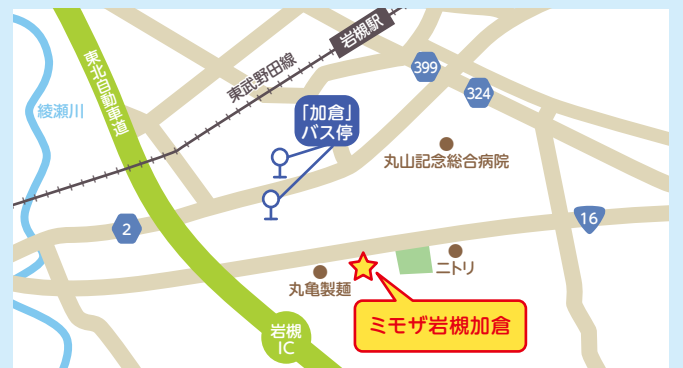 岩槻駅
399
東北自動車道
東武野田線
324
綾瀬川
「加倉」
バス停
丸山記念総合病院
2
16
ニトリ
丸亀製麺
ミモザ岩槻加倉
岩槻
IC